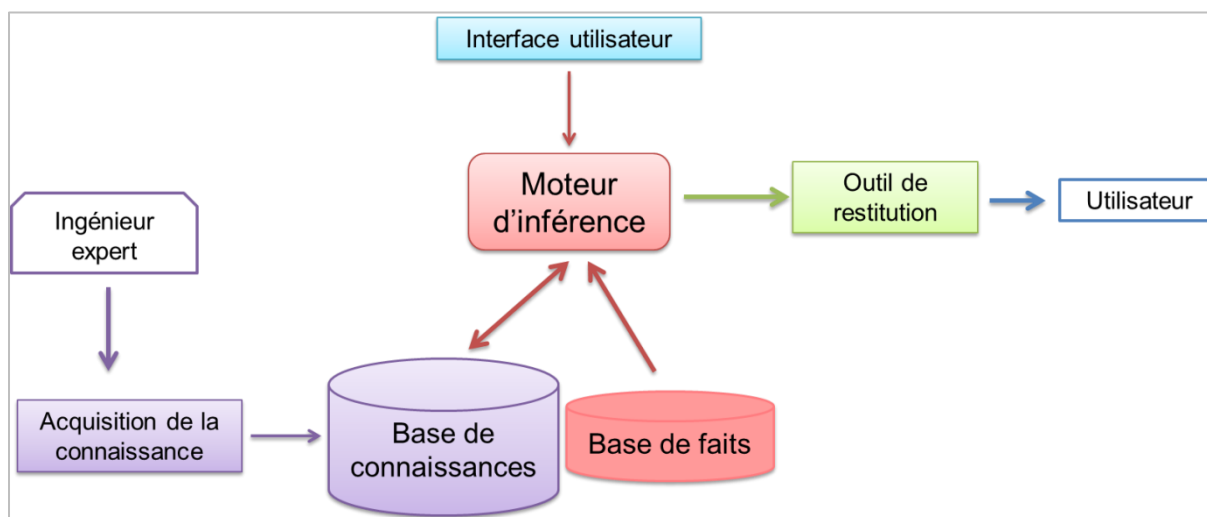 Interface utilisateur
Moteur
d’inférence
Outil de
restitution
Utilisateur
Ingénieur
expert
Acquisition de la
connaissance
Base de
connaissances
Base de faits